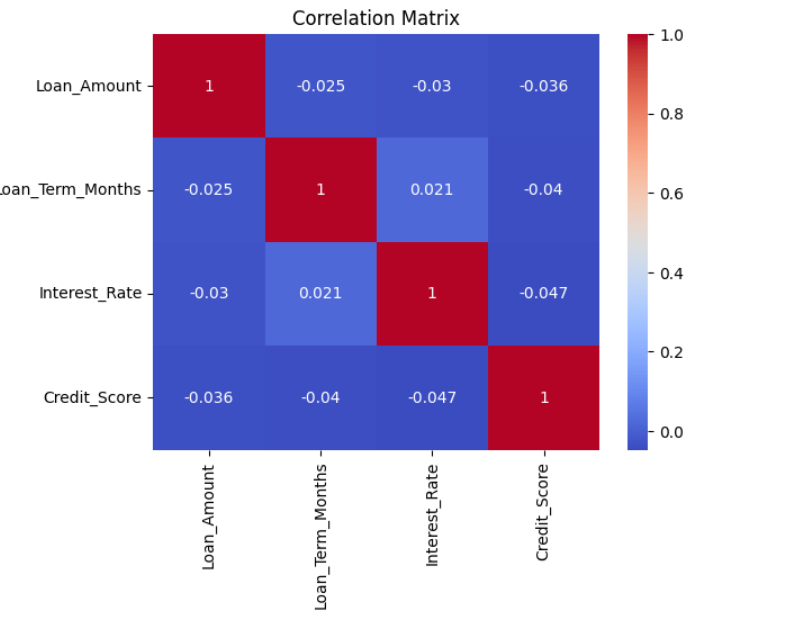 Correlation Matrix
Loan_Amount 1 -0.025 -0.03 -0.036
oan_Term_Months -0.025 1 0.021 -0.04
Interest_Rate -0.03 0.021 1 -0.047
Credit_Score -0.036 -0.04 -0.047 1
Loan_Amount
Loan_Term_Months
Interest_Rate
Credit_Score
1.0
0.8
0.6
0.4
0.2
0.0